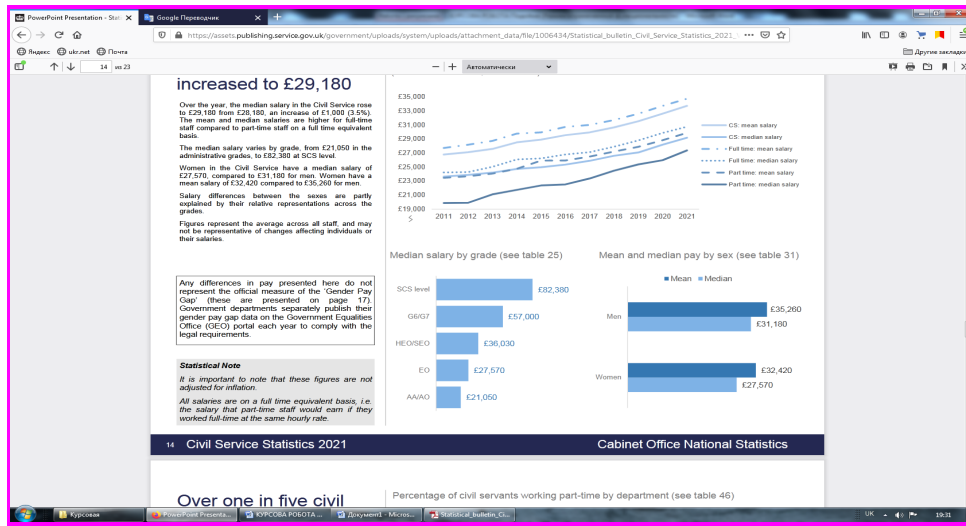 PowerPoint Presentation - Stati
Google Переводчик
https://assets.publishing.service.gov.uk/government/uploads/system/uploads/attachment_data/file/1006434/Statistical_bulletin_Civil_Service_Statistics_2021_
Яндекс
ukr.net
Почта
Другие закладки
14 из 23
Автоматически
increased to £29,180
Over the year, the median salary in the Civil Service rose
to £29,180 from £28,180, an increase of £1,000 (3.5%).
The mean and median salaries are higher for full-time
staff compared to part-time staff on a full time equivalent
basis.
The median salary varies by grade, from £21,050 in the
administrative grades, to £82,380 at SCS level.
Women in the Civil Service have a median salary of
£27,570, compared to £31,180 for men. Women have a
mean salary of £32,420 compared to £35,260 for men.
Salary differences between the sexes are partly
explained by their relative representations across the
grades.
Figures represent the average across all staff, and may
not be representative of changes affecting individuals or
their salaries.
Any differences in pay presented here do not
represent the official measure of the 'Gender Pay
Gap' (these are presented on page 17).
Government departments separately publish their
gender pay gap data on the Government Equalities
Office (GEO) portal each year to comply with the
legal requirements.
Statistical Note
It is important to note that these figures are not
adjusted for inflation.
All salaries are on a full time equivalent basis, i.e.
the salary that part-time staff would earn if they
worked full-time at the same hourly rate.
£35,000
£33,000
£31,000
£29,000
£27,000
£25,000
£23,000
£21,000
£19,000
2011 2012 2013 2014 2015 2016 2017 2018 2019 2020 2021
CS: mean salary
CS: median salary
Full time: mean salary
Full time: median salary
Part time: mean salary
Part time: median salary
Median salary by grade (see table 25)
SCS level £82,380
G6/G7 £57,000
HEO/SEO £36,030
EO £27,570
AA/AO £21,050
Mean and median pay by sex (see table 31)
Mean Median
Men
£35,260
£31,180
Women
£32,420
£27,570
14 Civil Service Statistics 2021
Cabinet Office National Statistics
Over one in five civil
Percentage of civil servants working part-time by department (see table 46)
Курсовая
PowerPoint Presenta...
КУРСОВА РОБОТА ...
Документ1 - Micros...
Statistical_bulletin_Ci...
UK
19:31